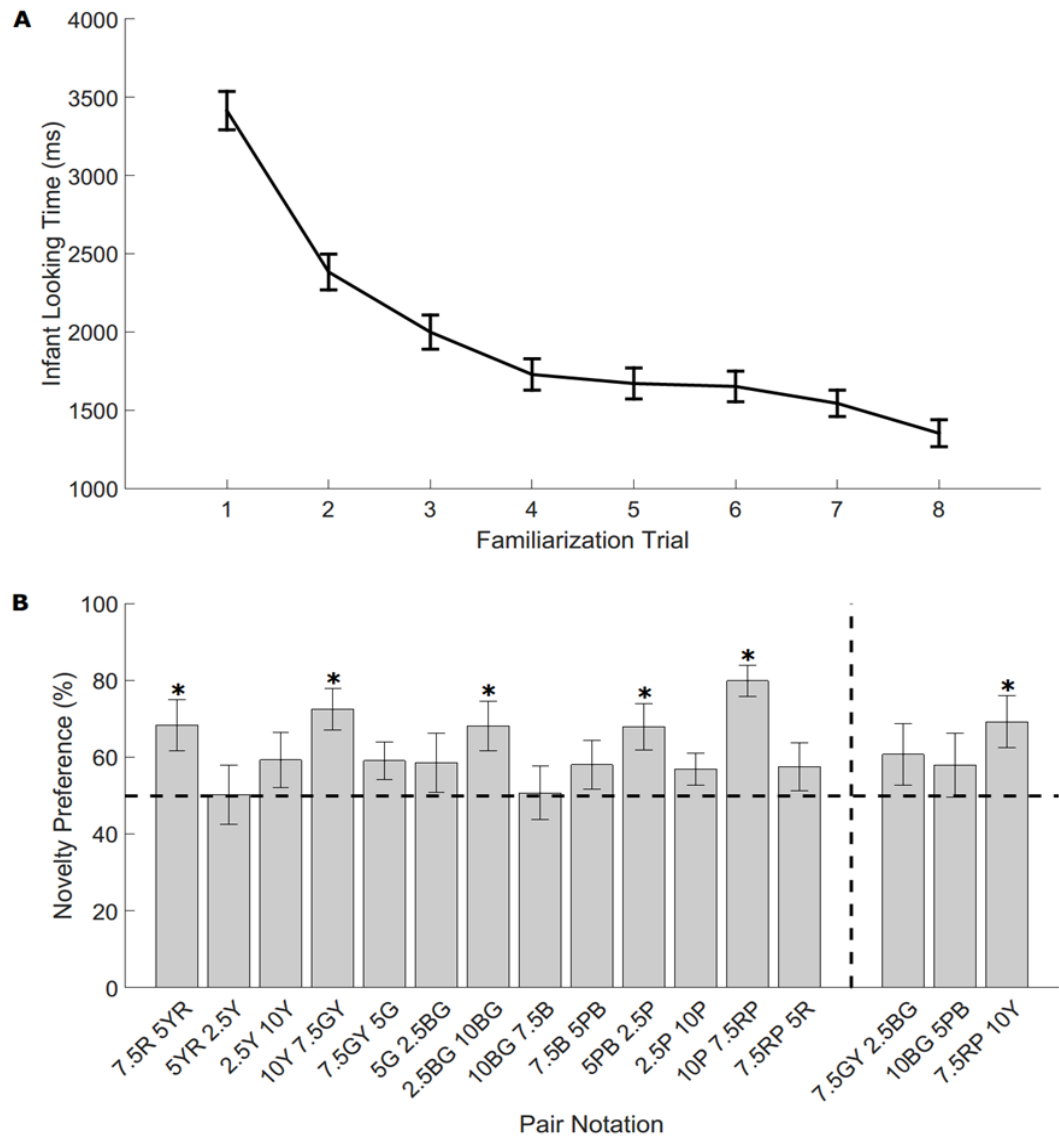 A
4000
3500
3000
2500
2000
1500
1000
Infant Looking Time (ms)
1 2 3 4 5 6 7 8
Familiarization Trial
B
100
80
60
40
20
0
Novelty Preference (%)
* * * * * *
7.5R 5YR
5YR 2.5Y
2.5Y 10Y
10Y 7.5GY
7.5GY 5G
5G 2.5BG
2.5BG 10BG
10BG 7.5B
7.5B 5PB
5PB 2.5P
2.5P 10P
10P 7.5RP
7.5RP 5R
7.5GY 2.5BG
10BG 5PB
7.5RP 10Y
Pair Notation